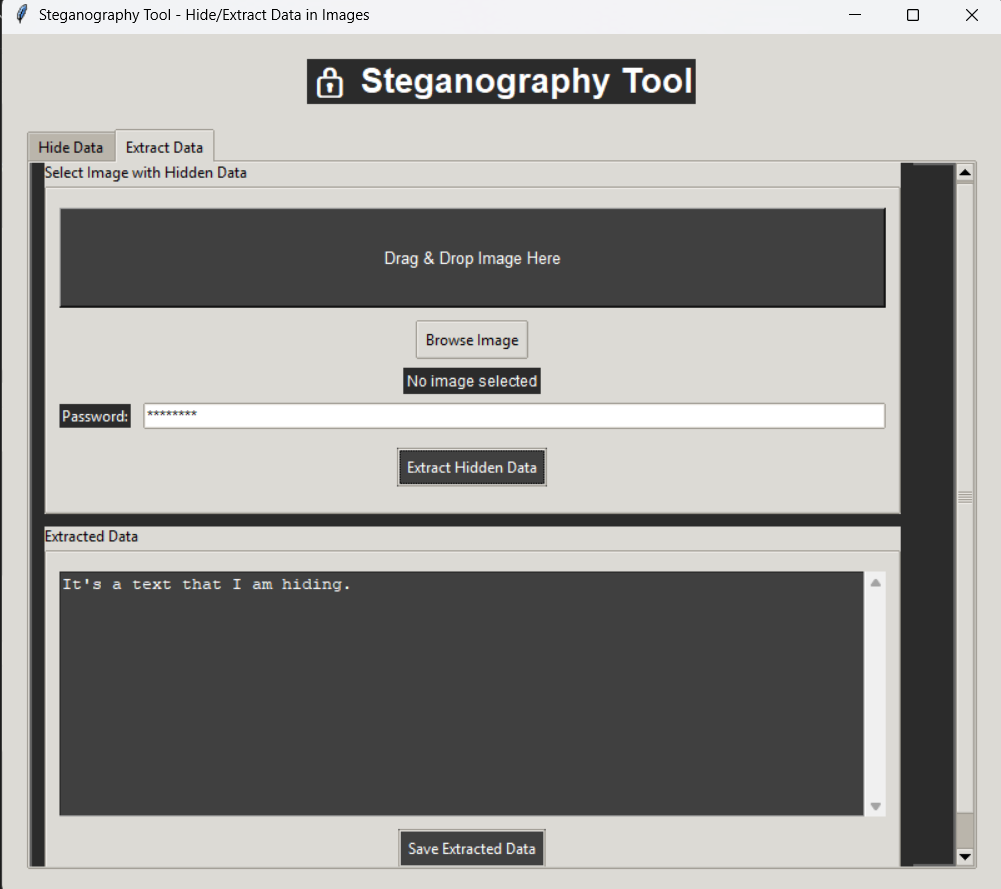 Steganography Tool - Hide/Extract Data in Images
Steganography Tool
Hide Data
Extract Data
Select Image with Hidden Data
Drag & Drop Image Here
Browse Image
No image selected
Password:
********
Extract Hidden Data
Extracted Data
It's a text that I am hiding.
Save Extracted Data